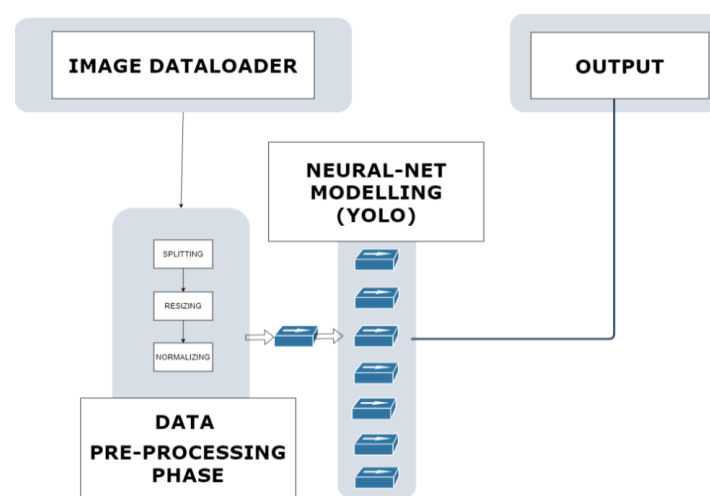 IMAGE DATALOADER
OUTPUT
NEURAL-NET
MODELLING
(YOLO)
SPLITTING
RESIZING
NORMALIZING
DATA
PRE-PROCESSING
PHASE